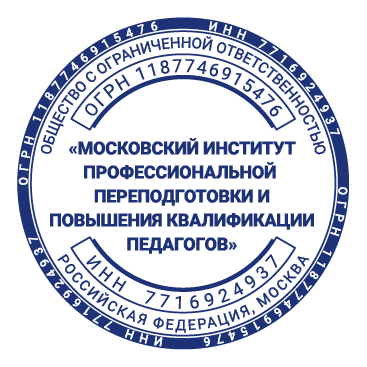 ОГРН 1187746915476 ИНН 7716924937 ОГРН 1187746915476 ИНН 7716924937
ОБЩЕСТВО С ОГРАНИЧЕННОЙ ОТВЕТСТВЕННОСТЬЮ
ОГРН 1187746915476
«МОСКОВСКИЙ ИНСТИТУТ
ПРОФЕССИОНАЛЬНОЙ
ПЕРЕПОДГОТОВКИ И
ПОВЫШЕНИЯ КВАЛИФИКАЦИИ
ПЕДАГОГОВ»
ИНН 7716924937
РОССИЙСКАЯ ФЕДЕРАЦИЯ, МОСКВА